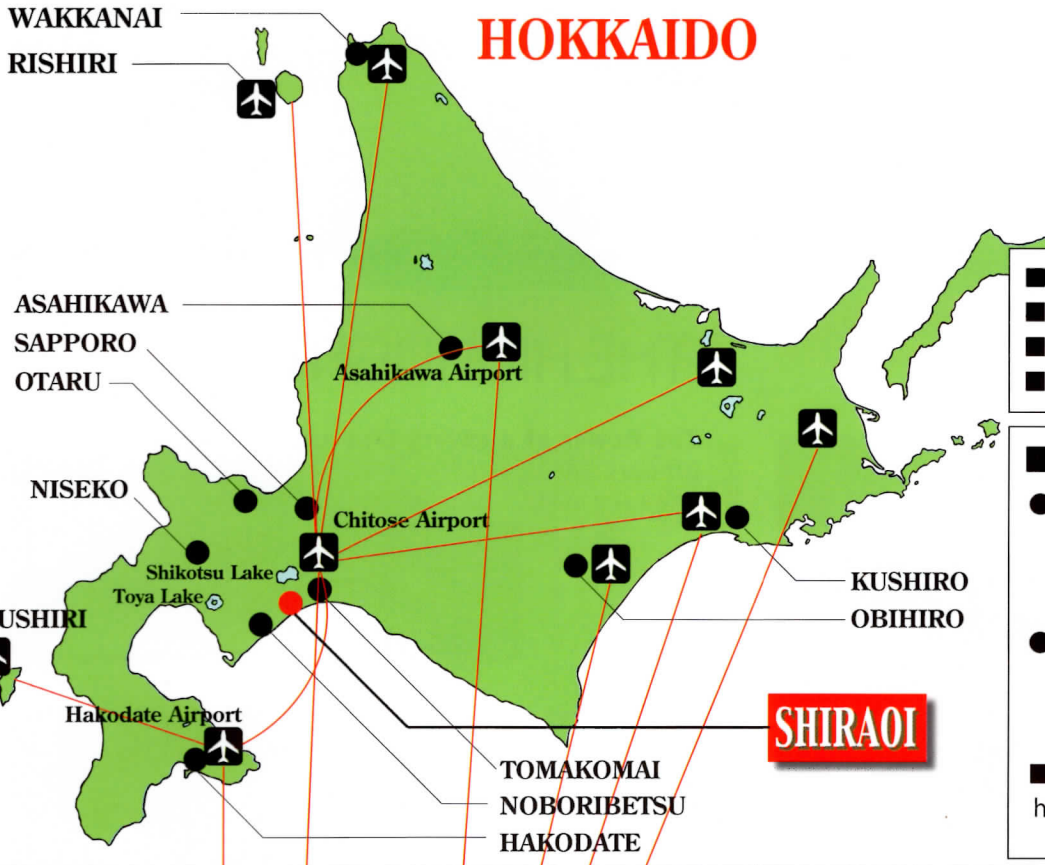 HOKKAIDO
WAKKANAI
RISHIRI
ASAHIKAWA
SAPPORO
OTARU
Asahikawa Airport
NISEKO
Chitose Airport
Shikotsu Lake
Toya Lake
USHIRI
KUSHIRO
OBIHIRO
Hakodate Airport
SHIRAOI
TOMAKOMAI
NOBORIBETSU
HAKODATE
h